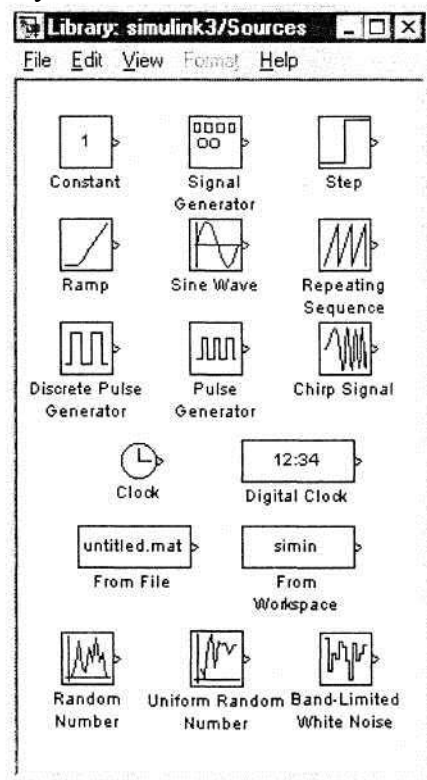 Library: simulink3/Sources
File Edit View Format Help
1
Constant
Signal
Generator
Step
Ramp
Sine Wave
Repeating
Sequence
Discrete Pulse
Generator
Pulse
Generator
Chirp Signal
Clock
12:34
Digital Clock
untitled.mat
From File
simin
From
Workspace
Random
Number
Uniform Random
Number
Band-Limited
White Noise